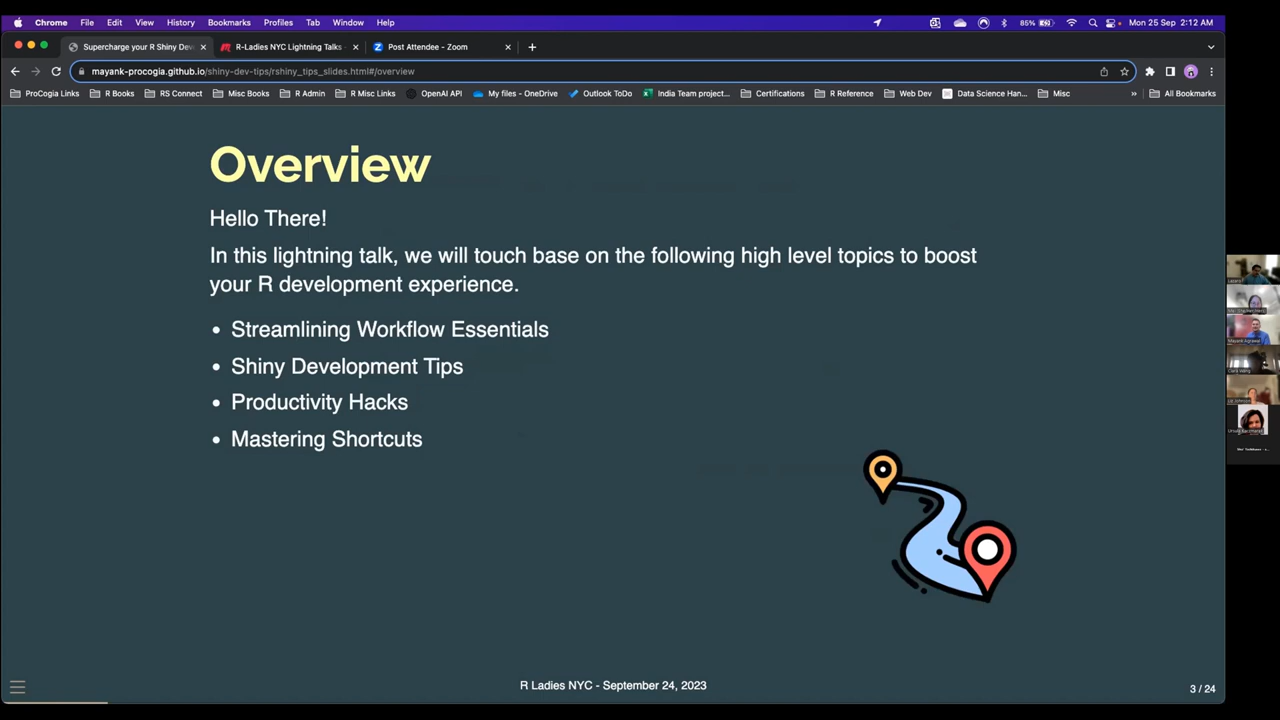 Chrome File Edit View History Bookmarks Profiles Tab Window Help
85% Mon 25 Sep 2:12 AM
Supercharge your R Shiny Dev
R-Ladies NYC Lightning Talks -
Post Attendee - Zoom
mayank-procogia.github.io/shiny-dev-tips/rshiny_tips_slides.html#/overview
ProCogia Links R Books RS Connect Misc Books R Admin R Misc Links OpenAI API My files - OneDrive Outlook ToDo India Team project... Certifications R Reference Web Dev Data Science Han... Misc » All Bookmarks
Overview
Hello There!
In this lightning talk, we will touch base on the following high level topics to boost
your R development experience.
• Streamlining Workflow Essentials
• Shiny Development Tips
• Productivity Hacks
• Mastering Shortcuts
R Ladies NYC - September 24, 2023
3 / 24
Mayank Agrawal